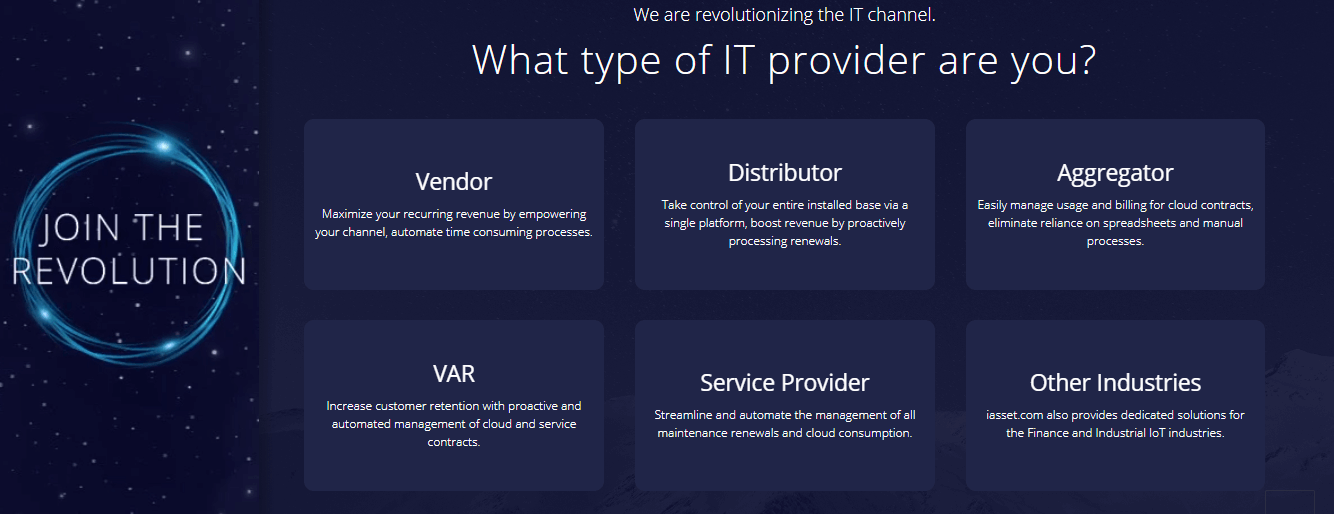 We are revolutionizing the IT channel.
What type of IT provider are you?
JOIN THE
REVOLUTION
Vendor
Maximize your recurring revenue by empowering
your channel, automate time consuming processes.
Distributor
Take control of your entire installed base via a
single platform, boost revenue by proactively
processing renewals.
Aggregator
Easily manage usage and billing for cloud contracts,
eliminate reliance on spreadsheets and manual
processes.
VAR
Increase customer retention with proactive and
automated management of cloud and service
contracts.
Service Provider
Streamline and automate the management of all
maintenance renewals and cloud consumption.
Other Industries
iasset.com also provides dedicated solutions for
the Finance and Industrial IoT industries.